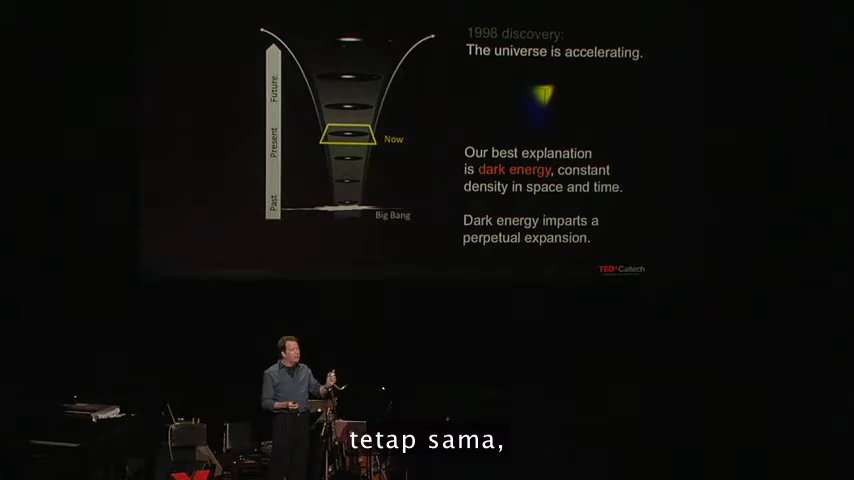 1998 discovery:
The universe is accelerating.
Future
Present
Past
Now
Big Bang
Our best explanation
is dark energy, constant
density in space and time.
Dark energy imparts a
perpetual expansion.
TEDxCaltech
tetap sama,